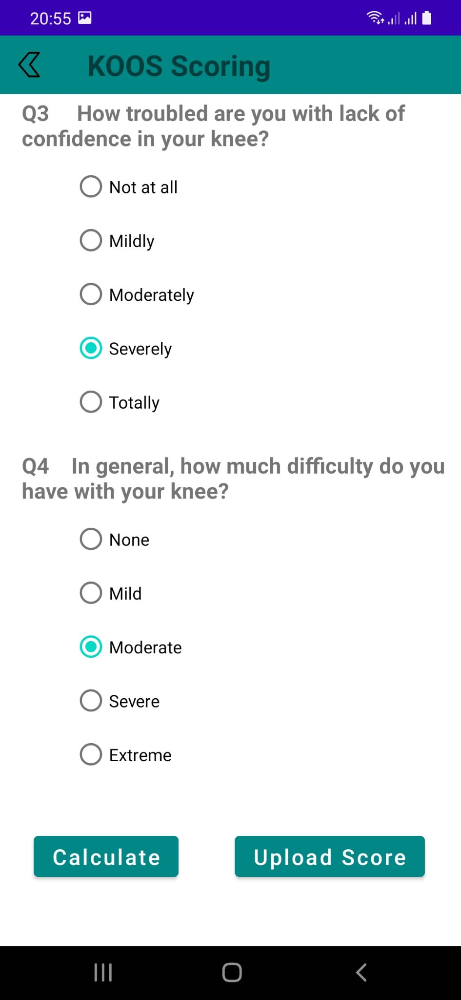 20:55
KOOS Scoring
Q3 How troubled are you with lack of
confidence in your knee?
Not at all
Mildly
Moderately
Severely
Totally
Q4 In general, how much difficulty do you
have with your knee?
None
Mild
Moderate
Severe
Extreme
Calculate
Upload Score